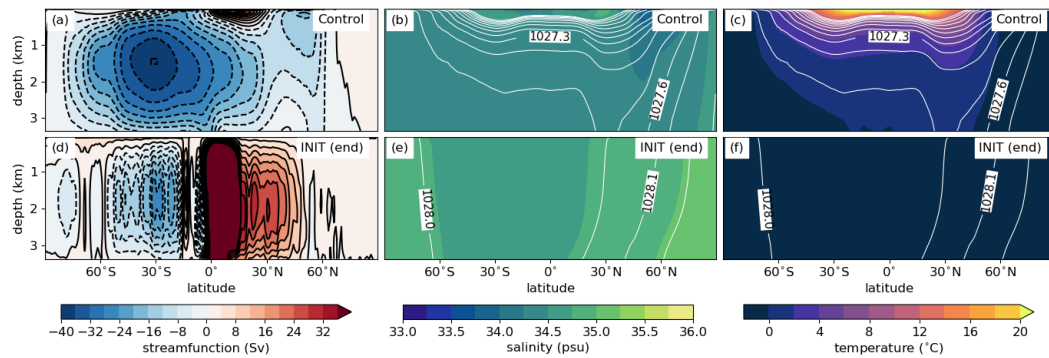 (a) Control
(b) Control
(c) Control
depth (km)
1
2
3
1027.3
1027.6
1027.3
1027.6
(d) INIT (end)
(e) INIT (end)
(f) INIT (end)
depth (km)
1
2
3
1028.0
1028.1
1028.0
1028.1
60°S 30°S 0° 30°N 60°N
60°S 30°S 0° 30°N 60°N
60°S 30°S 0° 30°N 60°N
latitude
latitude
latitude
−40 −32 −24 −16 −8 0 8 16 24 32
streamfunction (Sv)
33.0 33.5 34.0 34.5 35.0 35.5 36.0
salinity (psu)
0 4 8 12 16 20
temperature (°C)